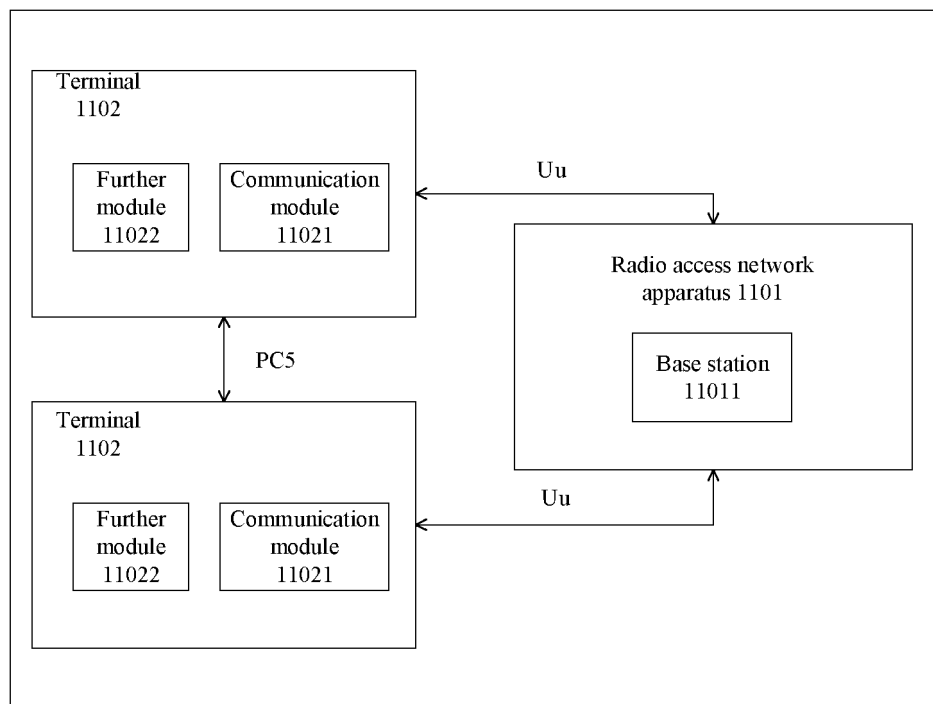 Terminal
1102
Further
module
11022
Communication
module
11021
Uu
Radio access network
apparatus 1101
Base station
11011
PC5
Terminal
1102
Further
module
11022
Communication
module
11021
Uu